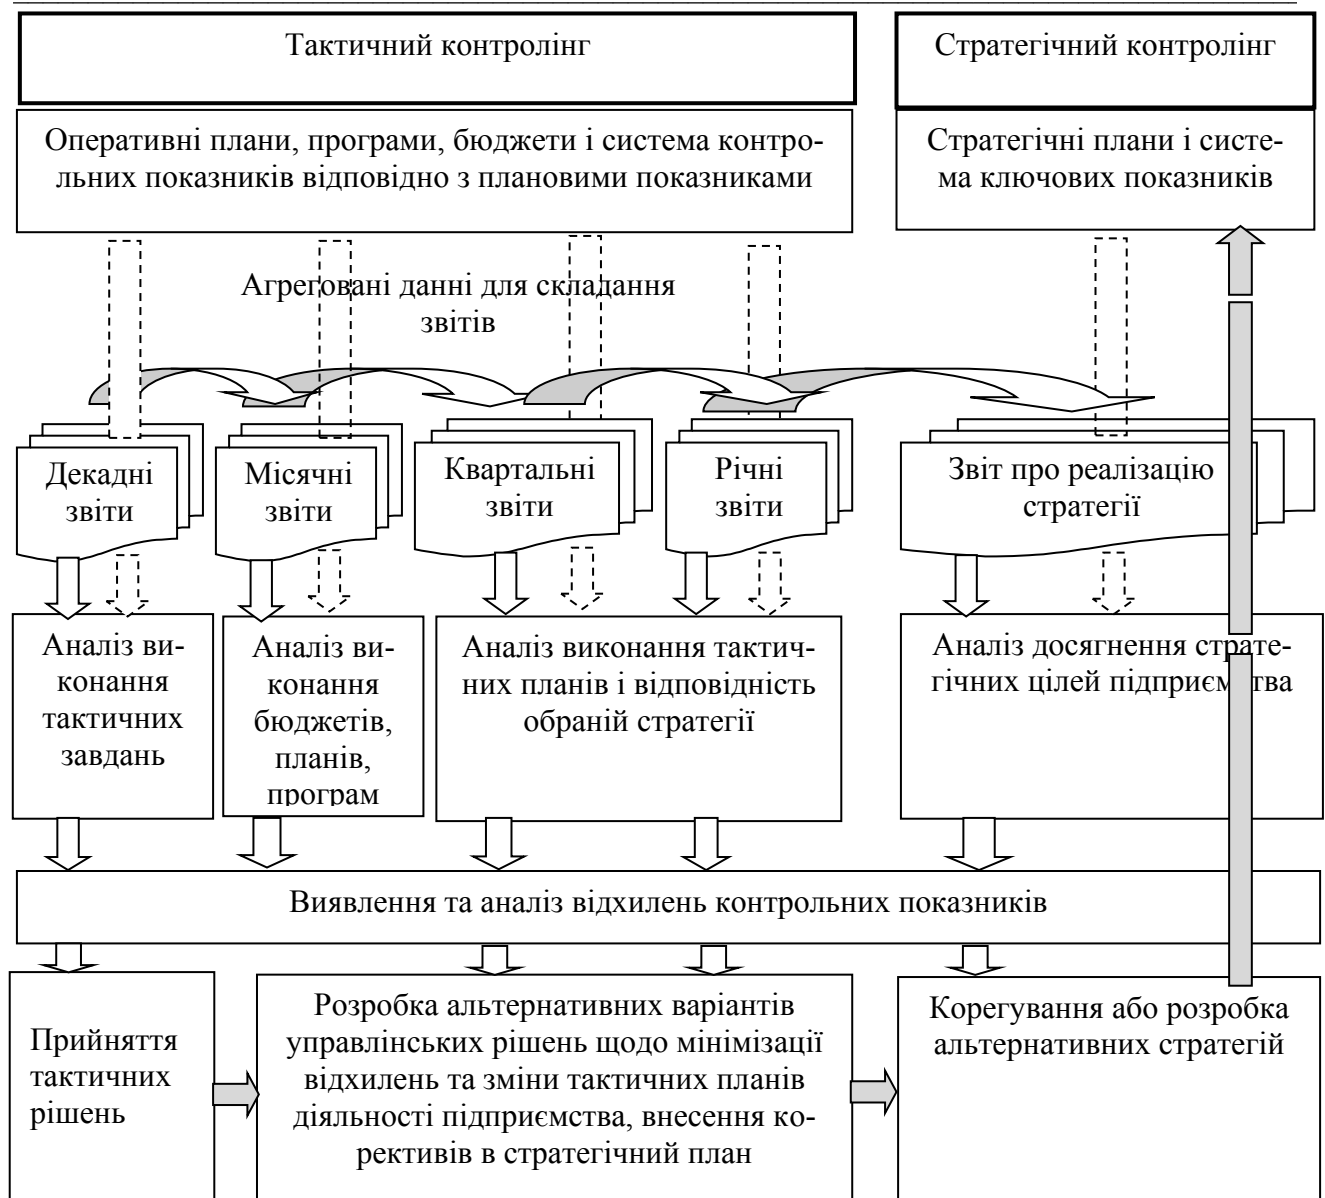 Тактичний контролінг
Стратегічний контролінг
Оперативні плани, програми, бюджети і система контро-
льних показників відповідно з плановими показниками
Стратегічні плани і систе-
ма ключових показників
Агреговані данні для складання
звітів
Декадні
звіти
Місячні
звіти
Квартальні
звіти
Річні
звіти
Звіт про реалізацію
стратегії
Аналіз ви-
конання
тактичних
завдань
Аналіз ви-
конання
бюджетів,
планів,
програм
Аналіз виконання тактич-
них планів і відповідність
обраній стратегії
Аналіз досягнення страте-
гічних цілей підприємства
Виявлення та аналіз відхилень контрольних показників
Прийняття
тактичних
рішень
Розробка альтернативних варіантів
управлінських рішень щодо мінімізації
відхилень та зміни тактичних планів
діяльності підприємства, внесення ко-
рективів в стратегічний план
Корегування або розробка
альтернативних стратегій